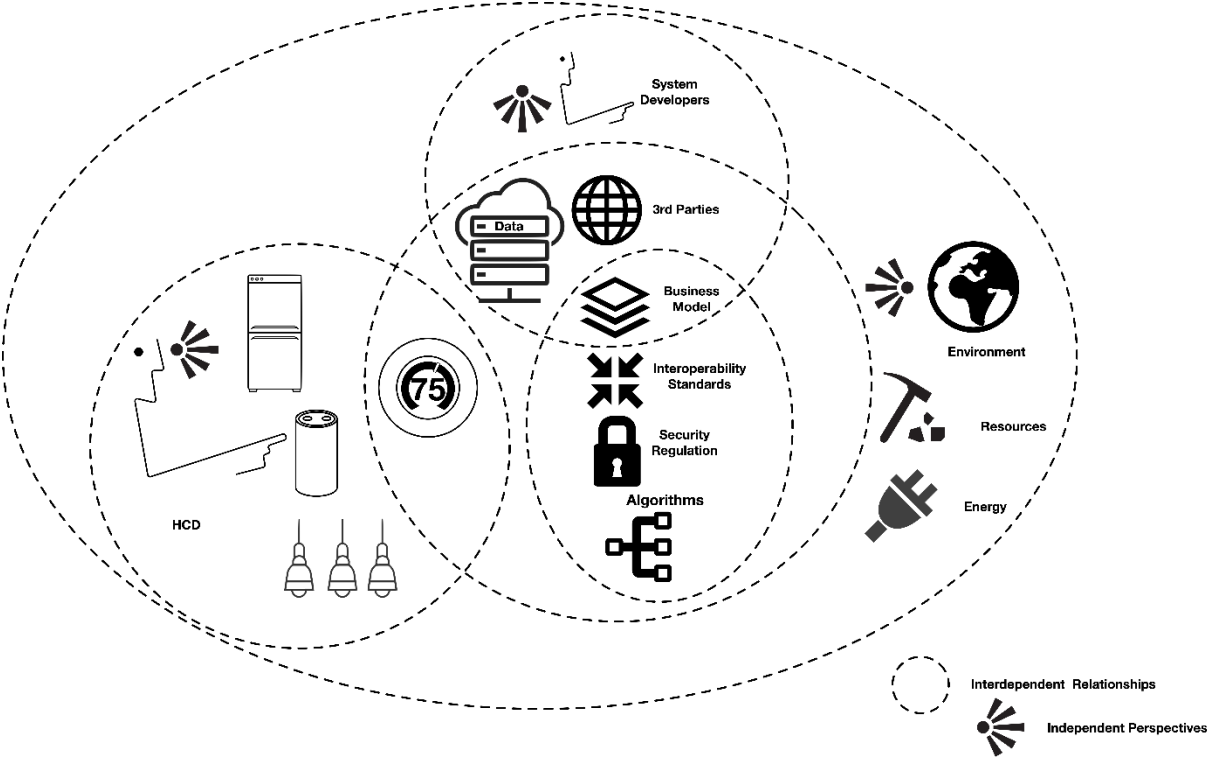 System
Developers
Data
3rd Parties
Business
Model
Environment
Interoperability
Standards
75
Resources
Security
Regulation
Algorithms
Energy
HCD
Interdependent Relationships
Independent Perspectives